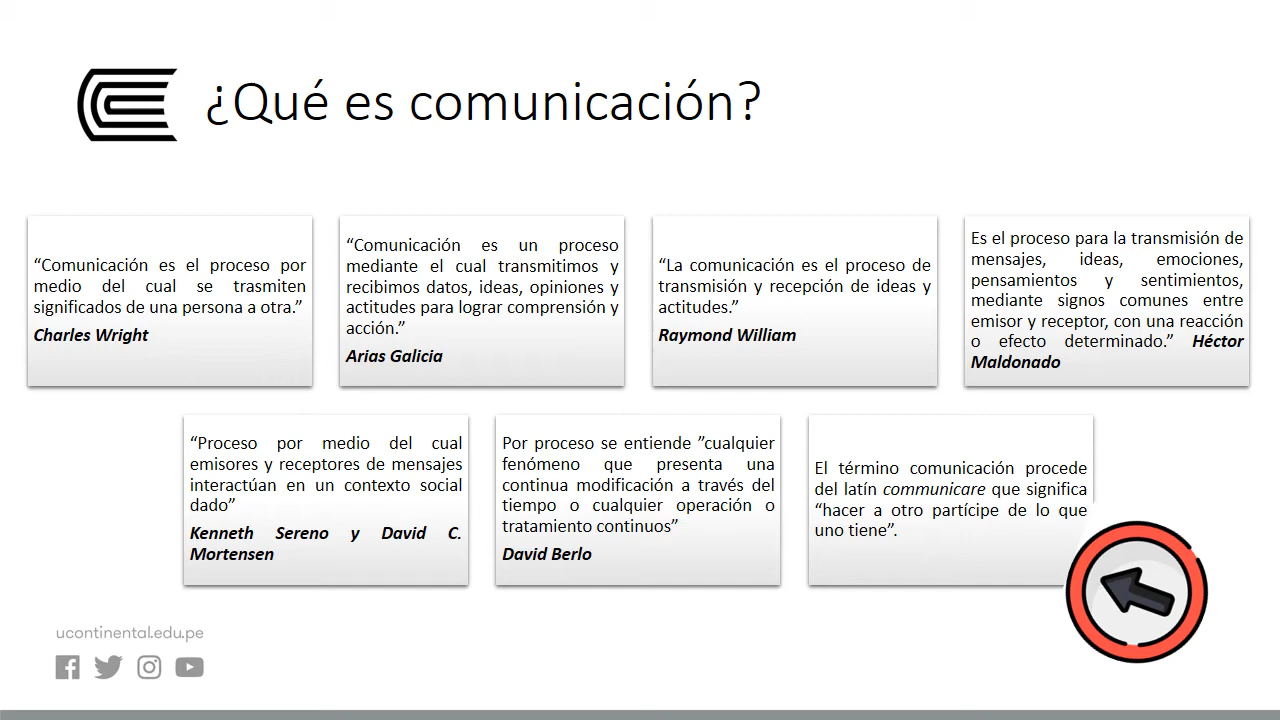 ¿Qué es comunicación?
“Comunicación es el proceso por
medio del cual se trasmiten
significados de una persona a otra.”
Charles Wright
“Comunicación es un proceso
mediante el cual transmitimos y
recibimos datos, ideas, opiniones y
actitudes para lograr comprensión y
acción.”
Arias Galicia
“La comunicación es el proceso de
transmisión y recepción de ideas y
actitudes.”
Raymond William
Es el proceso para la transmisión de
mensajes, ideas, emociones,
pensamientos y sentimientos,
mediante signos comunes entre
emisor y receptor, con una reacción
o efecto determinado.” Héctor
Maldonado
“Proceso por medio del cual
emisores y receptores de mensajes
interactúan en un contexto social
dado”
Kenneth Sereno y David C.
Mortensen
Por proceso se entiende ”cualquier
fenómeno que presenta una
continua modificación a través del
tiempo o cualquier operación o
tratamiento continuos”
David Berlo
El término comunicación procede
del latín communicare que significa
“hacer a otro partícipe de lo que
uno tiene”.
ucontinental.edu.pe